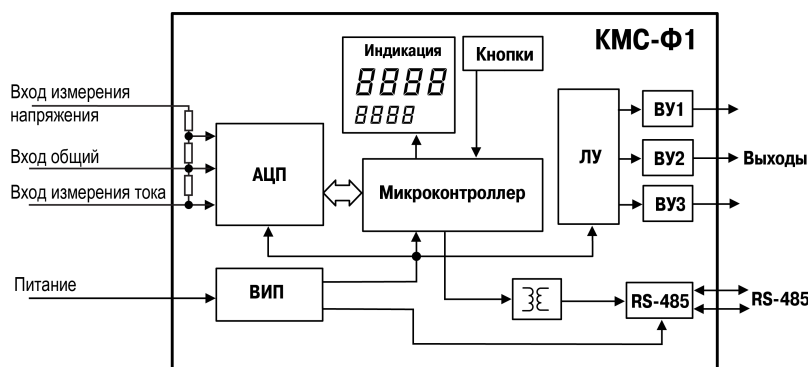 КМС-Ф1
Индикация
8888
8888
Кнопки
Вход измерения
напряжения
Вход общий
Вход измерения тока
АЦП
Микроконтроллер
ЛУ
ВУ1
ВУ2
ВУ3
Выходы
Питание
ВИП
RS-485
RS-485